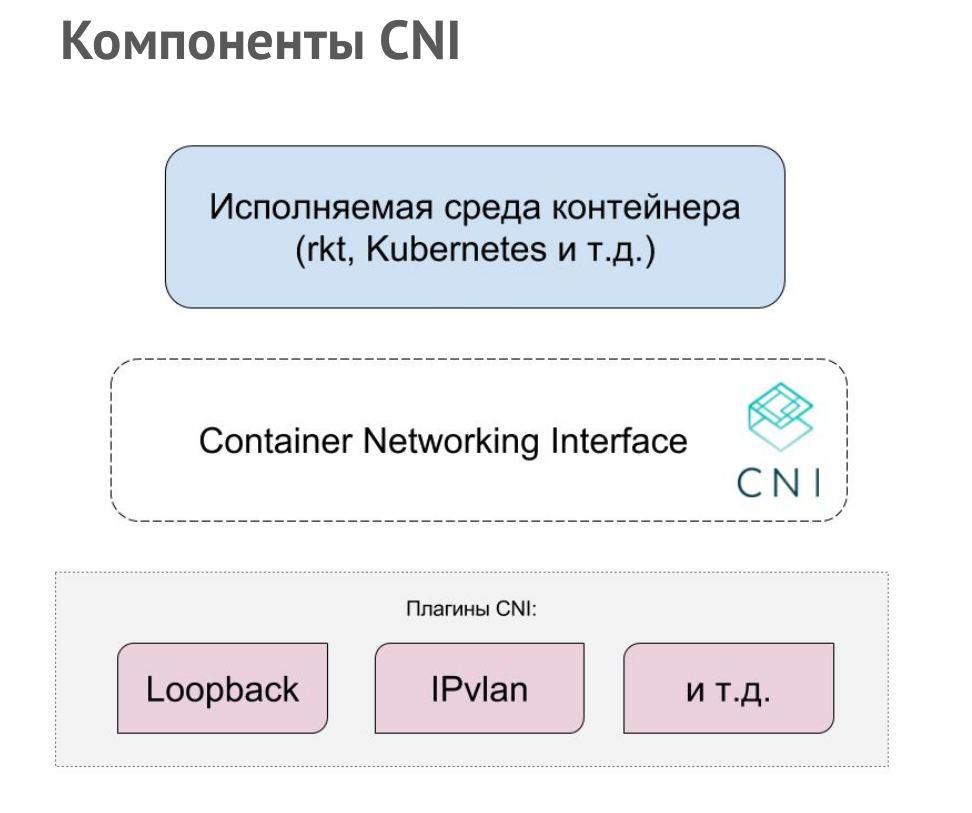 Компоненты CNI
Исполняемая среда контейнера
(rkt, Kubernetes и т.д.)
Container Networking Interface
CNI
Плагины CNI:
Loopback
IPvlan
и т.д.